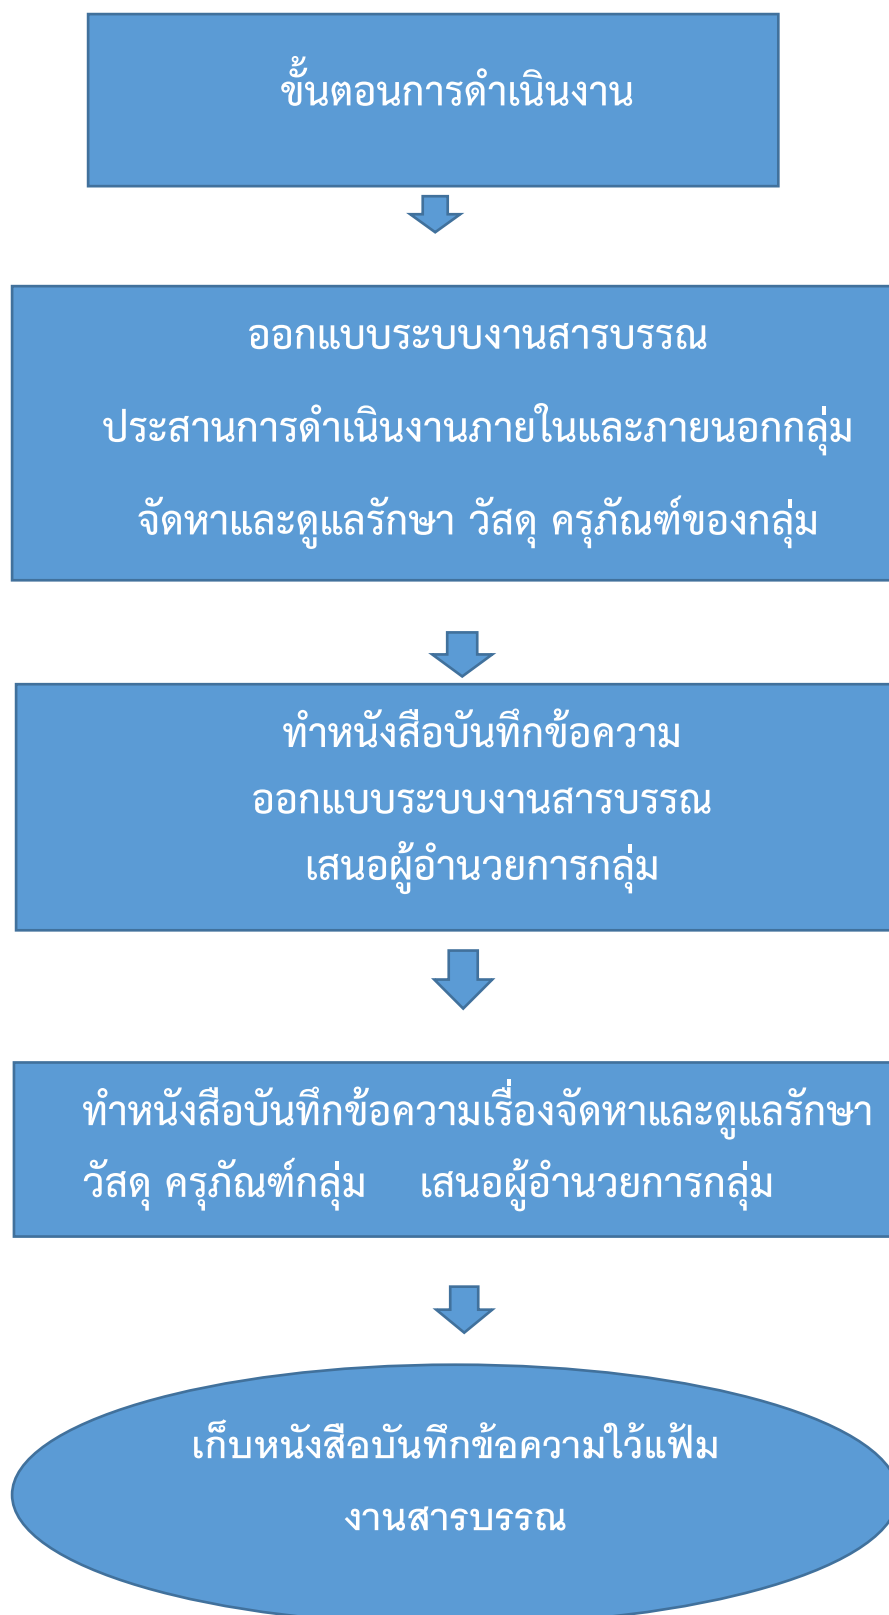 ขั้นตอนการดำเนินงาน
ออกแบบระบบงานสารบรรณ
ประสานการดำเนินงานภายในและภายนอกกลุ่ม
จัดหาและดูแลรักษา วัสดุ ครุภัณฑ์ของกลุ่ม
ทำหนังสือบันทึกข้อความ
ออกแบบระบบงานสารบรรณ
เสนอผู้อำนวยการกลุ่ม
ทำหนังสือบันทึกข้อความเรื่องจัดหาและดูแลรักษา
วัสดุ ครุภัณฑ์กลุ่ม เสนอผู้อำนวยการกลุ่ม
เก็บหนังสือบันทึกข้อความใว้แฟ้ม
งานสารบรรณ